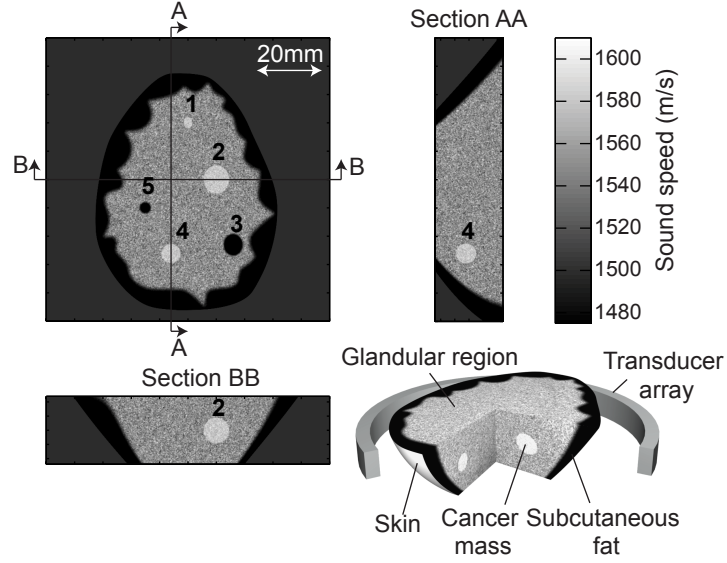 A
20mm
1
2
B
B
5
4
3
A
Section AA
4
1600
1580
1560
1540
1520
1500
1480
Sound speed (m/s)
Section BB
2
Glandular region
Transducer
array
Skin
Cancer
mass
Subcutaneous
fat